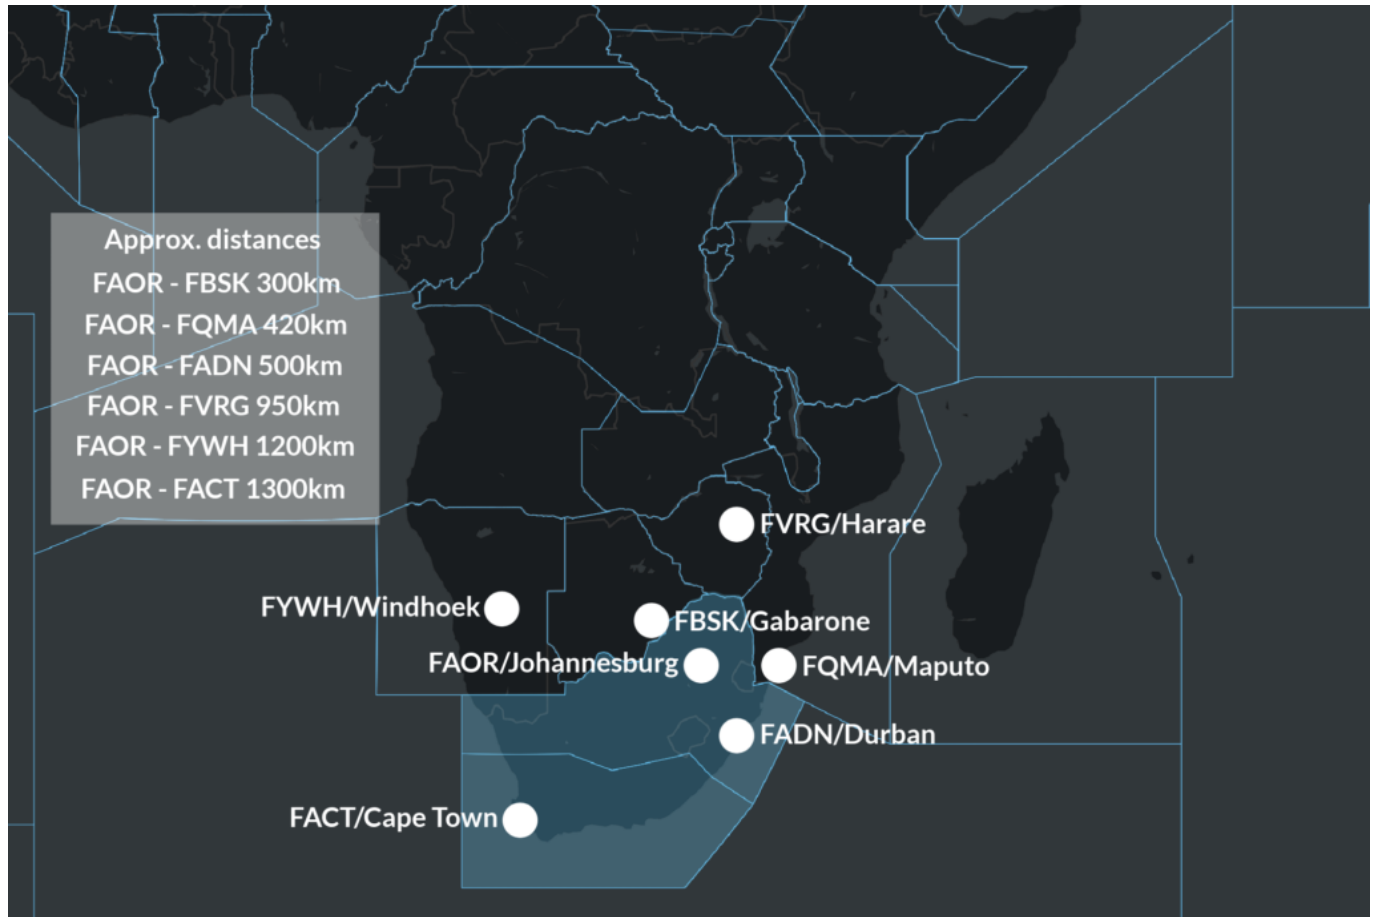 Approx. distances
FAOR - FBSK 300km
FAOR - FQMA 420km
FAOR - FADN 500km
FAOR - FVRG 950km
FAOR - FYWH 1200km
FAOR - FACT 1300km
FVRG/Harare
FYWH/Windhoek
FBSK/Gabarone
FAOR/Johannesburg
FQMA/Maputo
FADN/Durban
FACT/Cape Town